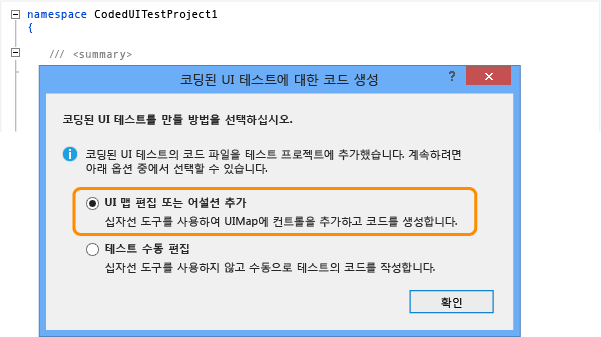 namespace CodedUITestProject1
{
/// <summary>
코딩된 UI 테스트에 대한 코드 생성
?
코딩된 UI 테스트를 만들 방법을 선택하십시오.
코딩된 UI 테스트의 코드 파일을 테스트 프로젝트에 추가했습니다. 계속하려면
아래 옵션 중에서 선택할 수 있습니다.
UI 맵 편집 또는 어설션 추가
십자선 도구를 사용하여 UIMap에 컨트롤을 추가하고 코드를 생성합니다.
테스트 수동 편집
십자선 도구를 사용하지 않고 수동으로 테스트의 코드를 작성합니다.
확인